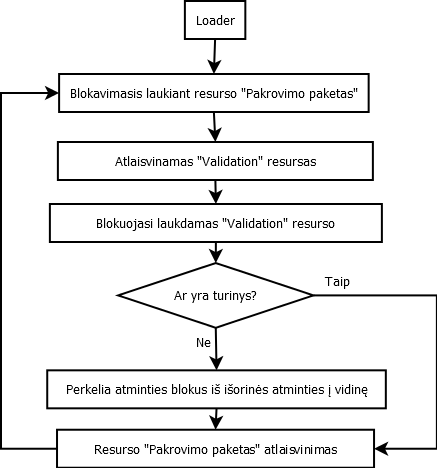 Loader
Blokavimasis laukiant resurso "Pakrovimo paketas"
Atlaisvinamas "Validation" resursas
Blokuojasi laukdamas "Validation" resurso
Ar yra turinys?
Taip
Ne
Perkelia atminties blokus iš išorinės atminties į vidinę
Resurso "Pakrovimo paketas" atlaisvinimas